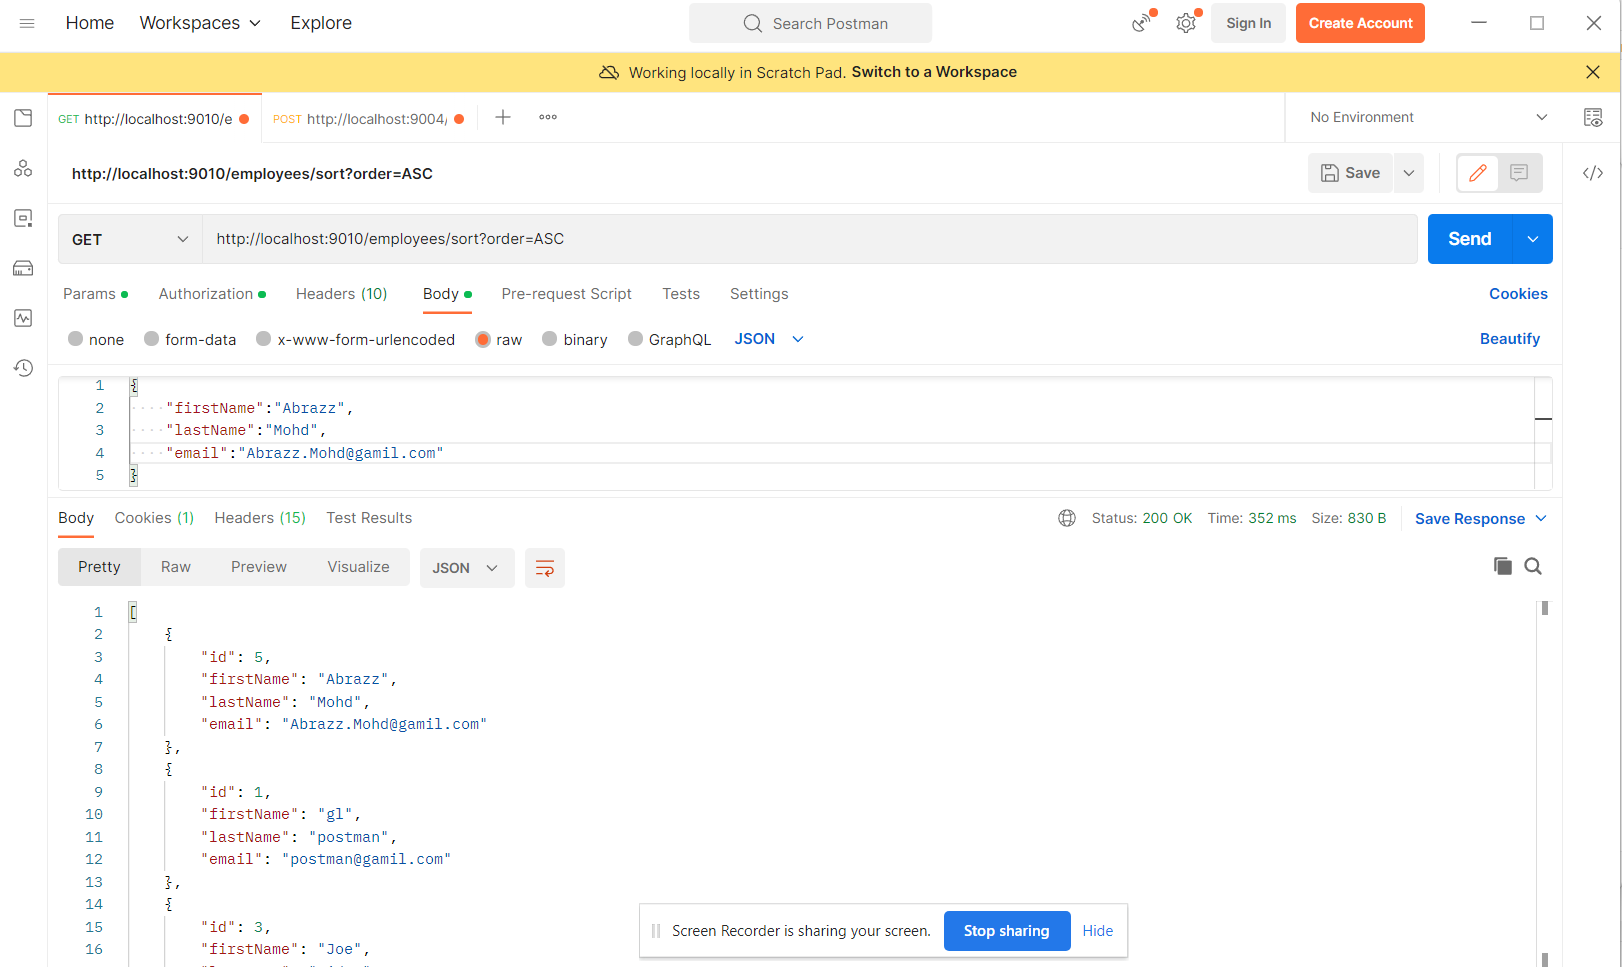 Home Workspaces Explore Search Postman Sign In Create Account
Working locally in Scratch Pad. Switch to a Workspace
GET http://localhost:9010/e POST http://localhost:9004/ No Environment
http://localhost:9010/employees/sort?order=ASC Save
GET http://localhost:9010/employees/sort?order=ASC Send
Params Authorization Headers (10) Body Pre-request Script Tests Settings Cookies
none form-data x-www-form-urlencoded raw binary GraphQL JSON Beautify
1 {
2 "firstName":"Abrazz",
3 "lastName":"Mohd",
4 "email":"Abrazz.Mohd@gamil.com"
5 }
Body Cookies (1) Headers (15) Test Results Status: 200 OK Time: 352 ms Size: 830 B Save Response
Pretty Raw Preview Visualize JSON
1 [
2 {
3 "id": 5,
4 "firstName": "Abrazz",
5 "lastName": "Mohd",
6 "email": "Abrazz.Mohd@gamil.com"
7 },
8 {
9 "id": 1,
10 "firstName": "gl",
11 "lastName": "postman",
12 "email": "postman@gamil.com"
13 },
14 {
15 "id": 3,
16 "firstName": "Joe",
Screen Recorder is sharing your screen. Stop sharing Hide